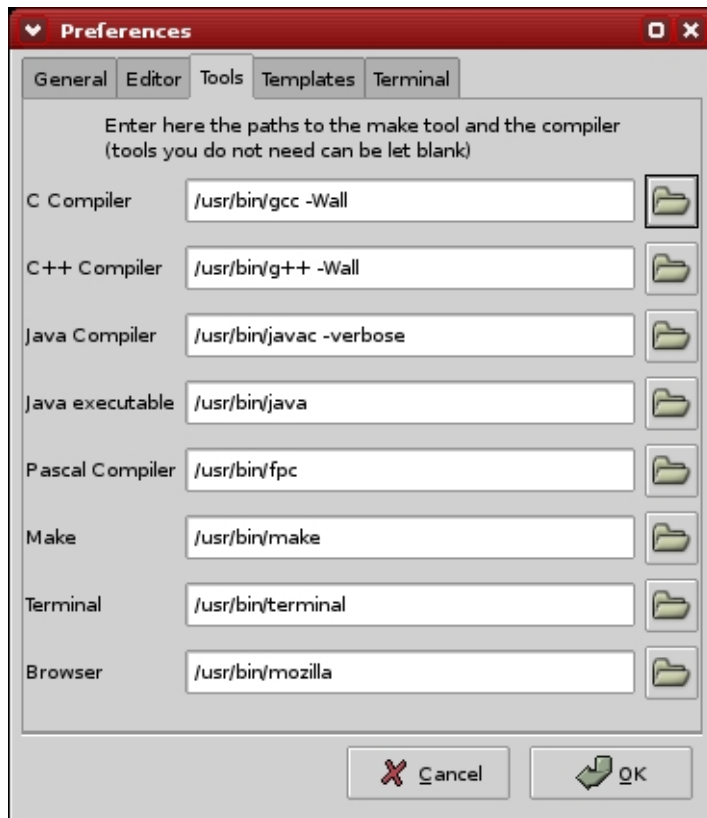 Preferences
General Editor Tools Templates Terminal
Enter here the paths to the make tool and the compiler
(tools you do not need can be let blank)
C Compiler /usr/bin/gcc -Wall
C++ Compiler /usr/bin/g++ -Wall
Java Compiler /usr/bin/javac -verbose
Java executable /usr/bin/java
Pascal Compiler /usr/bin/fpc
Make /usr/bin/make
Terminal /usr/bin/terminal
Browser /usr/bin/mozilla
Cancel OK